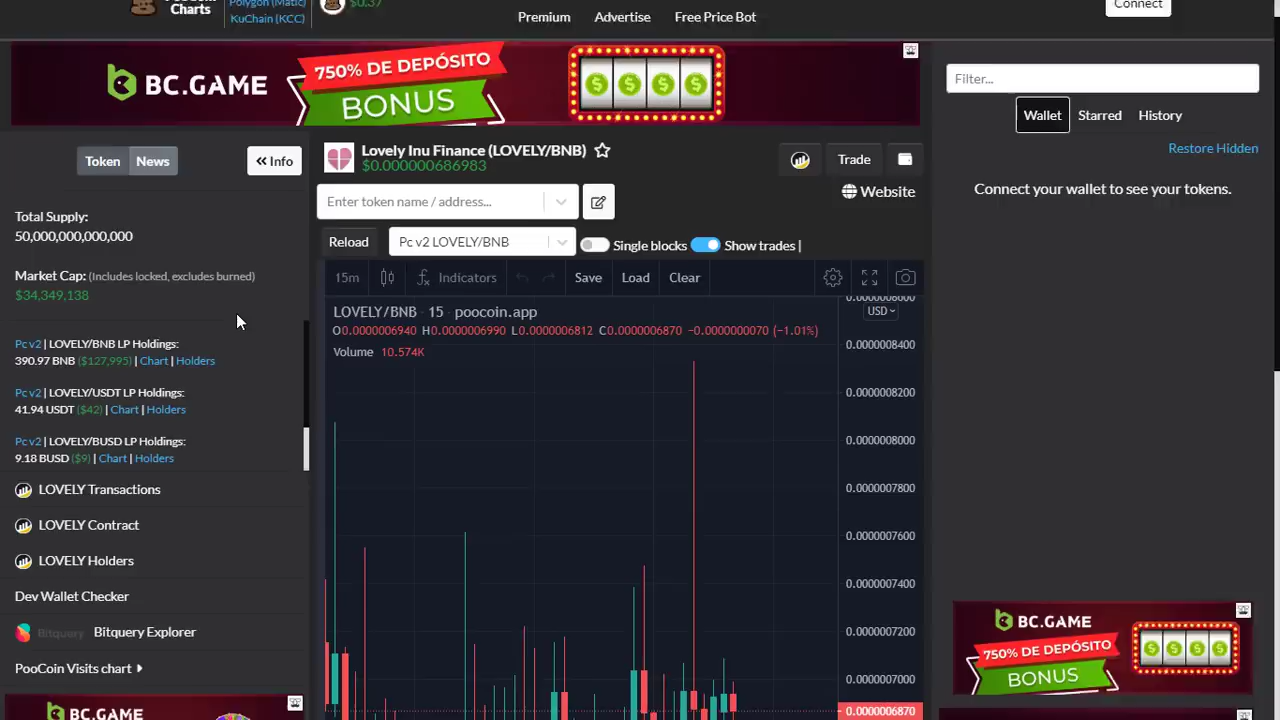 Charts
Polygon (Matic)
KuChain (KCC)
$0.37
Premium
Advertise
Free Price Bot
Connect
BC.GAME
750% DE DEPÓSITO
BONUS
Filter...
Wallet
Starred
History
Restore Hidden
Connect your wallet to see your tokens.
Token
News
Info
Total Supply:
50,000,000,000,000
Market Cap: (Includes locked, excludes burned)
$34,349,138
Pc v2 | LOVELY/BNB LP Holdings:
390.97 BNB ($127,995) | Chart | Holders
Pc v2 | LOVELY/USDT LP Holdings:
41.94 USDT ($42) | Chart | Holders
Pc v2 | LOVELY/BUSD LP Holdings:
9.18 BUSD ($9) | Chart | Holders
LOVELY Transactions
LOVELY Contract
LOVELY Holders
Dev Wallet Checker
Bitquery Bitquery Explorer
PooCoin Visits chart
BC.GAME
Lovely Inu Finance (LOVELY/BNB)
$0.000000686983
Trade
Website
Enter token name / address...
Reload
Pc v2 LOVELY/BNB
Single blocks
Show trades |
15m
Indicators
Save
Load
Clear
LOVELY/BNB · 15 · poocoin.app
O0.0000006940 H0.0000006990 L0.0000006812 C0.0000006870 −0.0000000070 (−1.01%)
Volume 10.574K
0.0000008600
USD
0.0000008400
0.0000008200
0.0000008000
0.0000007800
0.0000007600
0.0000007400
0.0000007200
0.0000007000
0.0000006870
BC.GAME
750% DE DEPÓSITO
BONUS